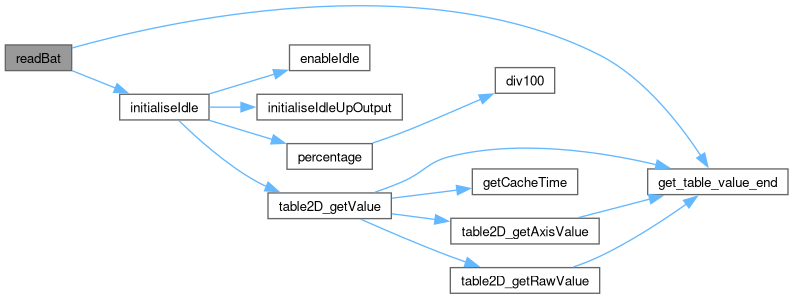 readBat
initialiseIdle
enableIdle
initialiseIdleUpOutput
percentage
div100
table2D_getValue
getCacheTime
table2D_getAxisValue
table2D_getRawValue
get_table_value_end